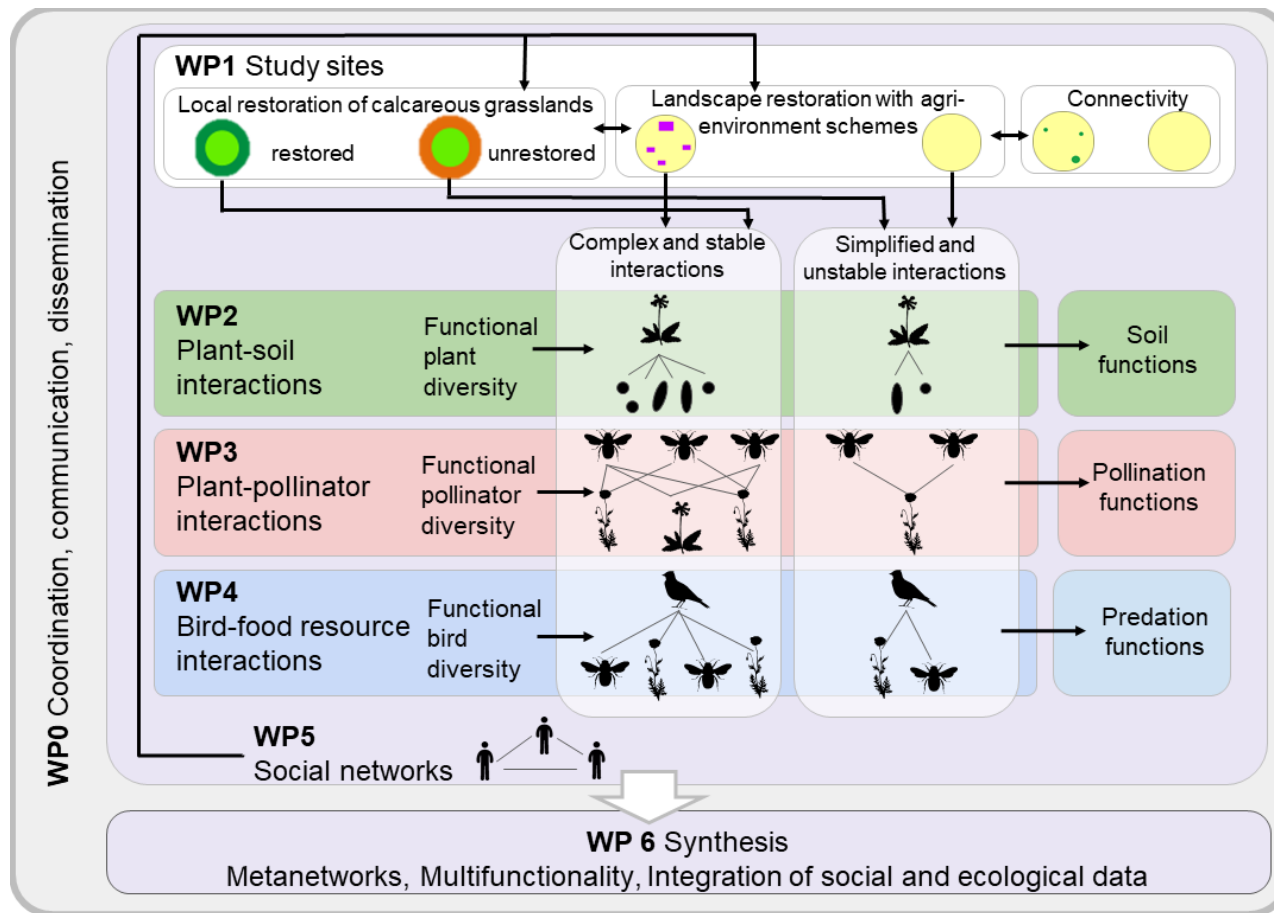 WP0 Coordination, communication, dissemination
WP1 Study sites
Local restoration of calcareous grasslands
restored
unrestored
Landscape restoration with agri-
environment schemes
Connectivity
Complex and stable
interactions
Simplified and
unstable interactions
WP2
Plant-soil
interactions
Functional
plant
diversity
Soil
functions
WP3
Plant-pollinator
interactions
Functional
pollinator
diversity
Pollination
functions
WP4
Bird-food resource
interactions
Functional
bird
diversity
Predation
functions
WP5
Social networks
WP 6 Synthesis
Metanetworks, Multifunctionality, Integration of social and ecological data